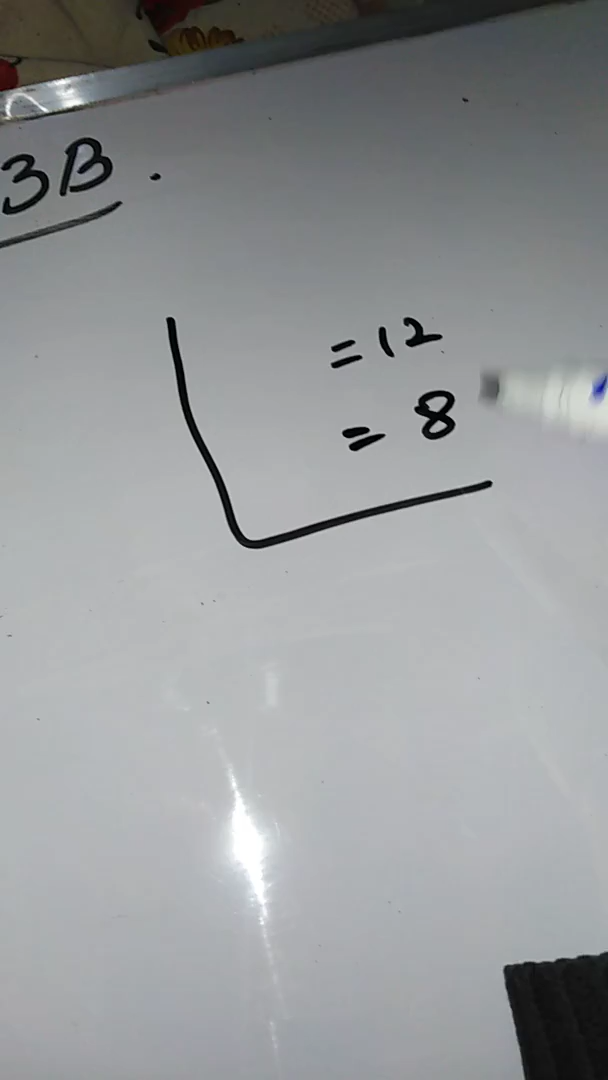 3B.
= 12
= 8